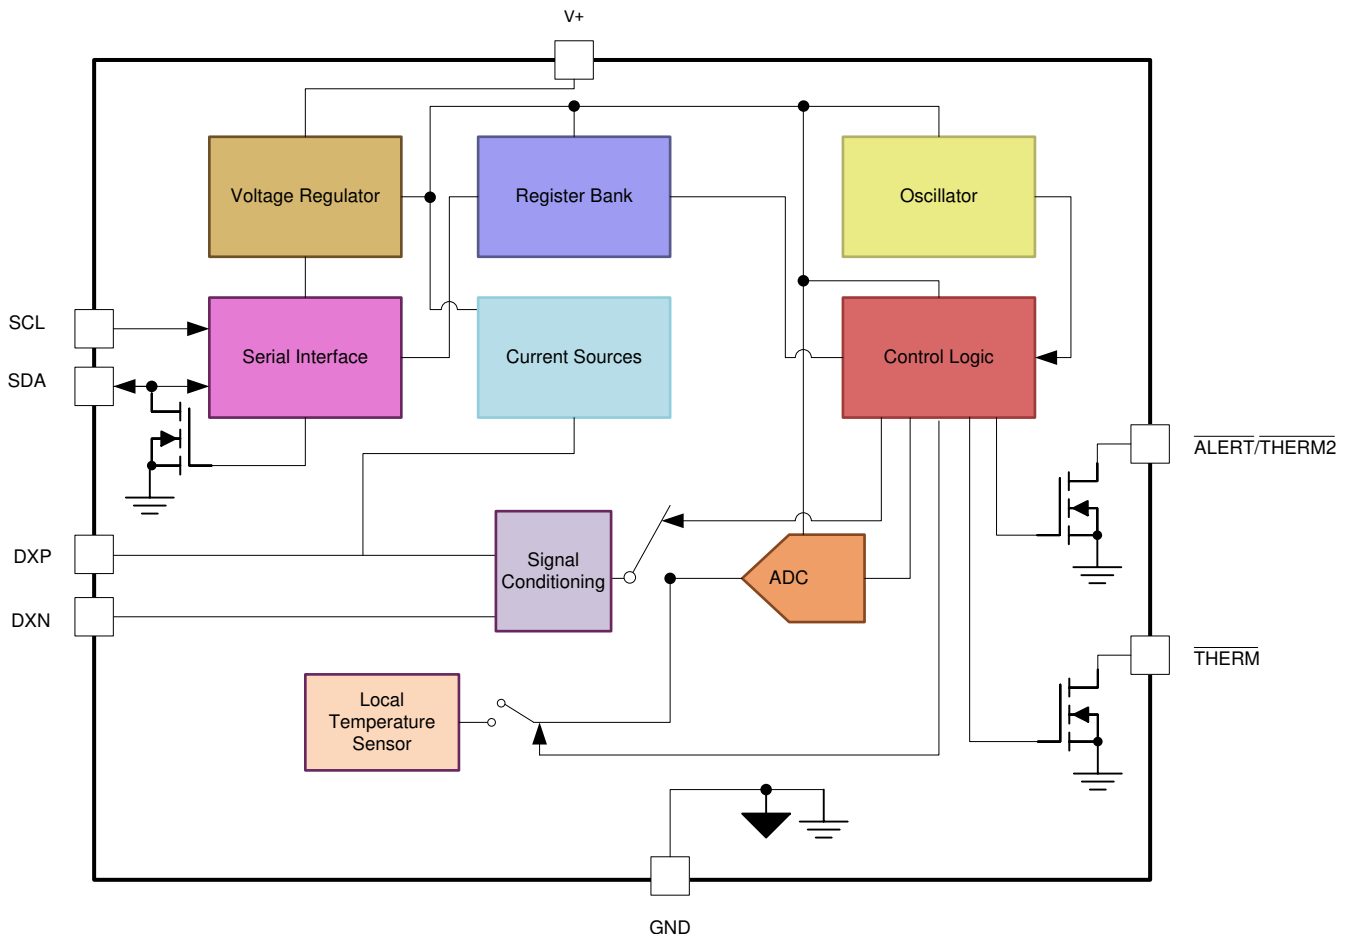 V+
Voltage Regulator
Register Bank
Oscillator
SCL
Serial Interface
Current Sources
Control Logic
SDA
ALERT/THERM2
DXP
Signal
Conditioning
ADC
DXN
THERM
Local
Temperature
Sensor
GND